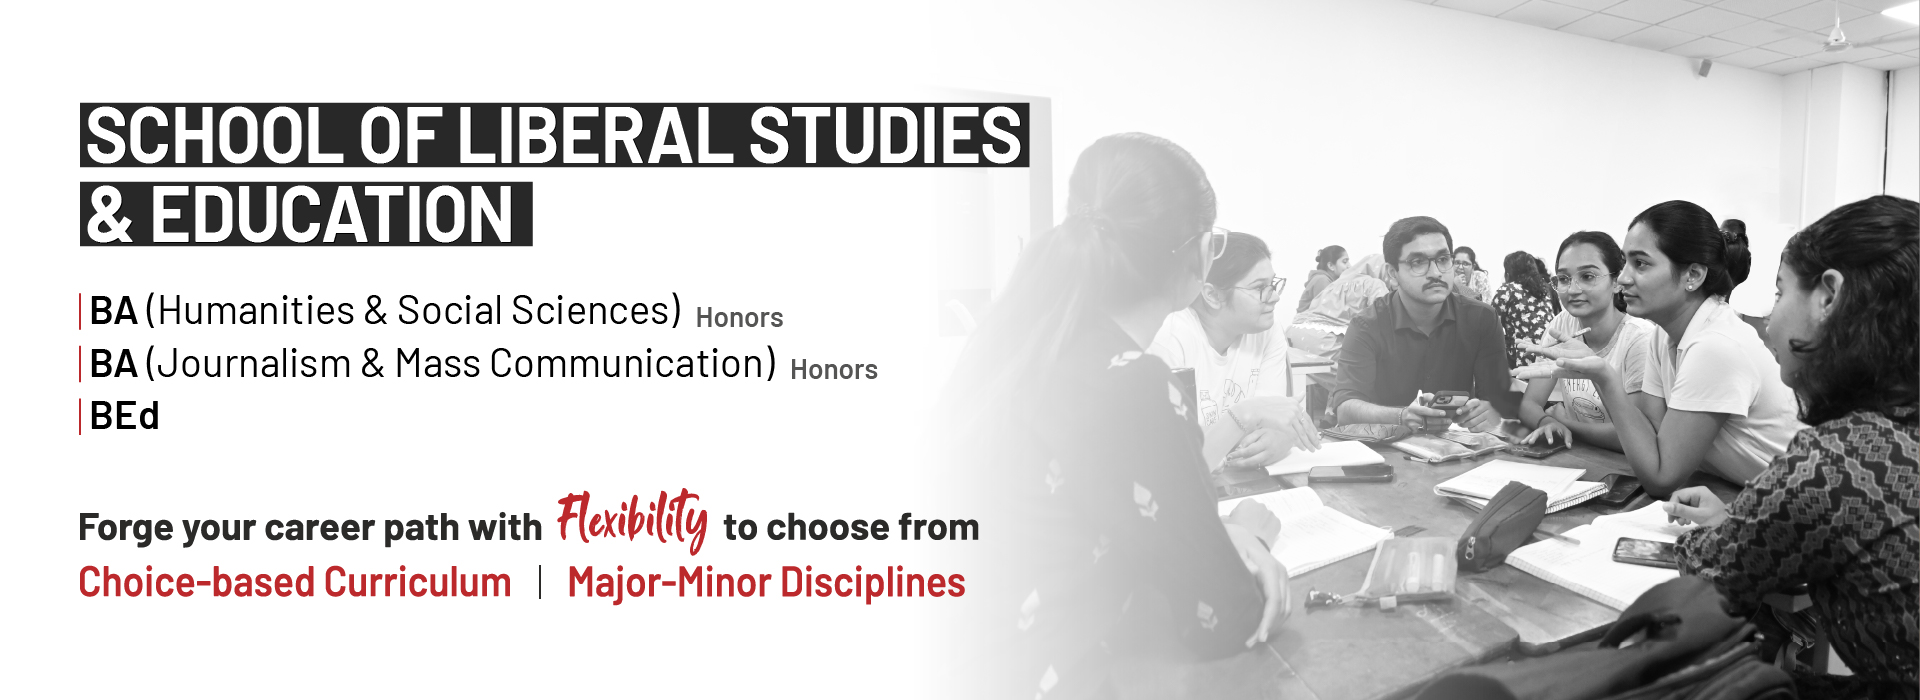 SCHOOL OF LIBERAL STUDIES
& EDUCATION
BA (Humanities & Social Sciences) Honors
BA (Journalism & Mass Communication) Honors
BEd
Forge your career path with Flexibility to choose from
Choice-based Curriculum | Major-Minor Disciplines